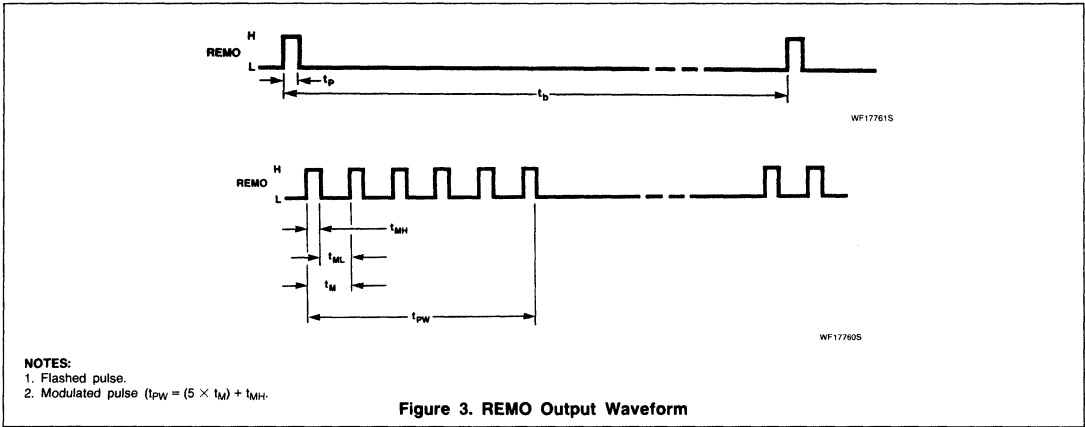 H
REMO
L
tP
tb
WF17761S
H
REMO
L
tMH
tML
tM
tPW
WF17760S
NOTES:
1. Flashed pulse.
2. Modulated pulse (tPW = (5 × tM) + tMH.
Figure 3. REMO Output Waveform